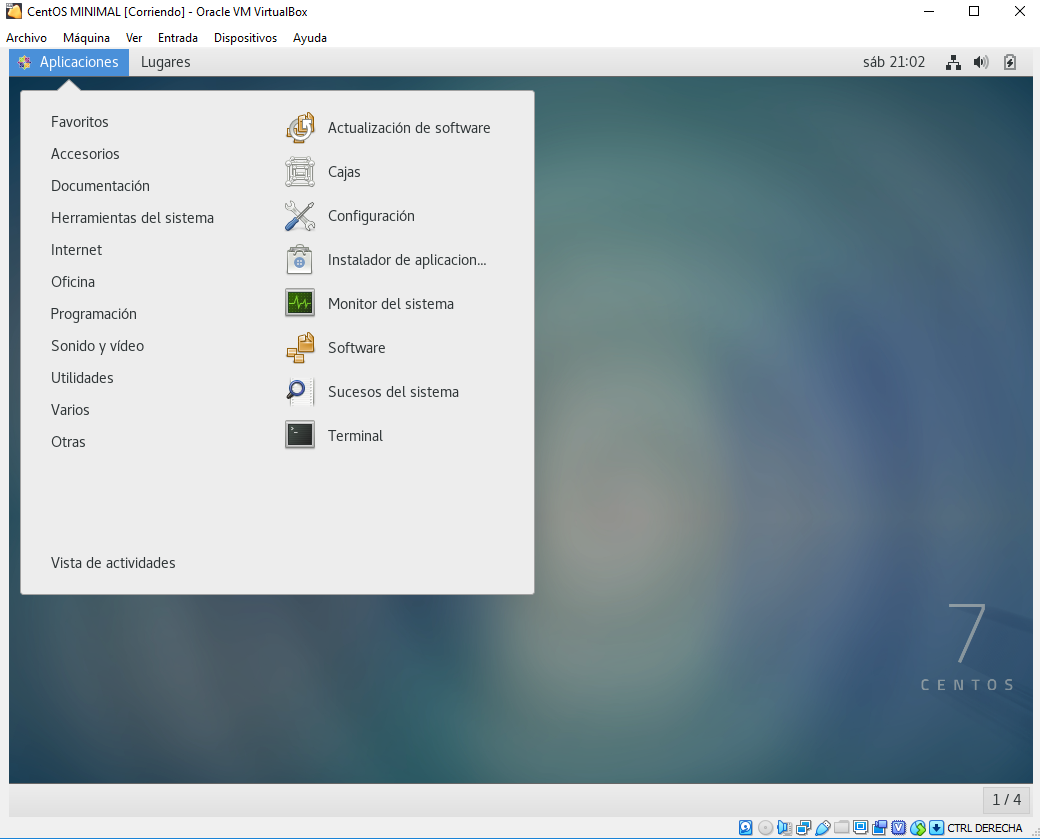 CentOS MINIMAL [Corriendo] - Oracle VM VirtualBox
Archivo Máquina Ver Entrada Dispositivos Ayuda
Aplicaciones Lugares sáb 21:02
Favoritos
Accesorios
Documentación
Herramientas del sistema
Internet
Oficina
Programación
Sonido y vídeo
Utilidades
Varios
Otras
Vista de actividades
Actualización de software
Cajas
Configuración
Instalador de aplicacion...
Monitor del sistema
Software
Sucesos del sistema
Terminal
7
CENTOS
1 / 4
CTRL DERECHA